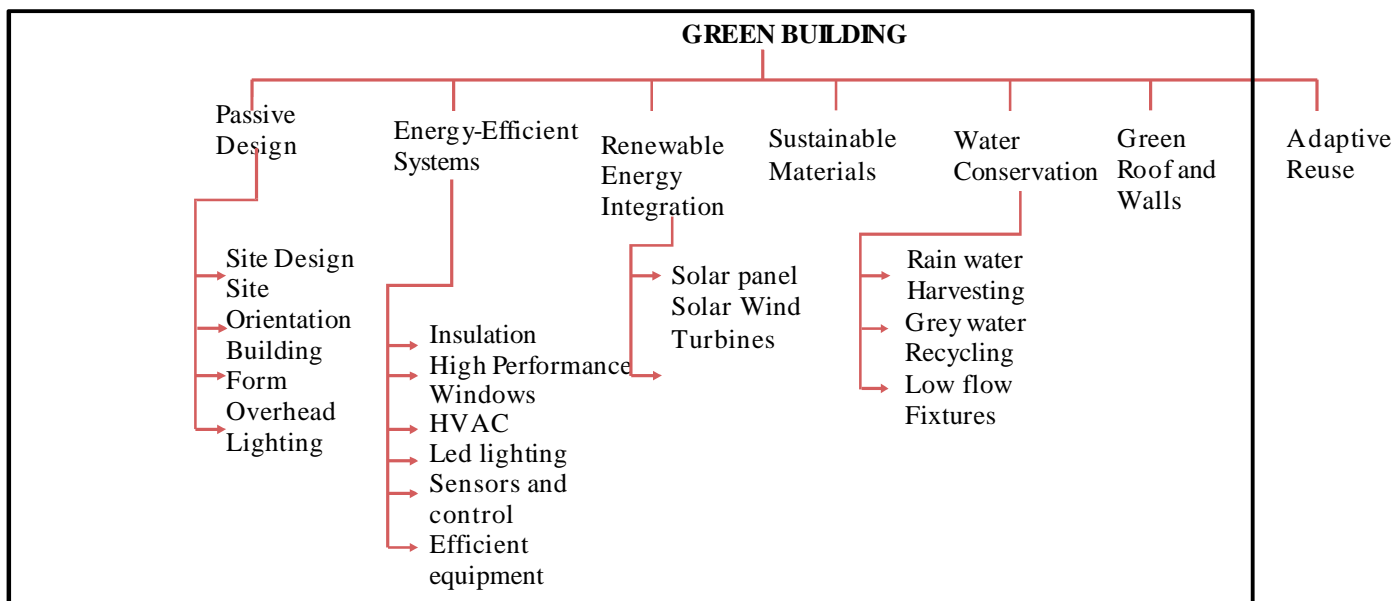 GREEN BUILDING
Passive
Design
Energy-Efficient
Systems
Renewable
Energy
Integration
Sustainable
Materials
Water
Conservation
Green
Roof and
Walls
Adaptive
Reuse
Site Design
Site
Orientation
Building
Form
Overhead
Lighting
Insulation
High Performance
Windows
HVAC
Led lighting
Sensors and
control
Efficient
equipment
Solar panel
Solar Wind
Turbines
Rain water
Harvesting
Grey water
Recycling
Low flow
Fixtures